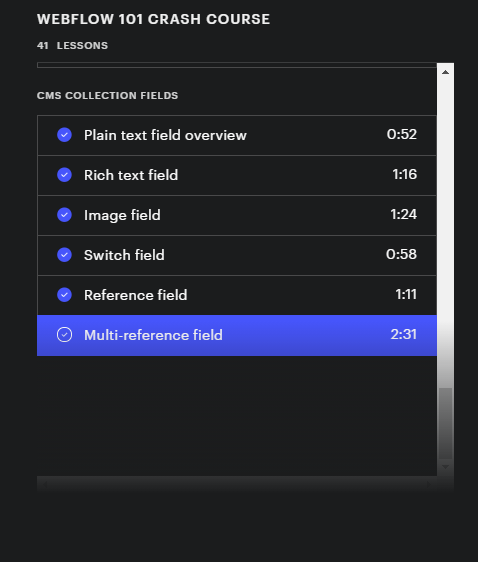 WEBFLOW 101 CRASH COURSE
41 LESSONS
CMS COLLECTION FIELDS
Plain text field overview 0:52
Rich text field 1:16
Image field 1:24
Switch field 0:58
Reference field 1:11
Multi-reference field 2:31